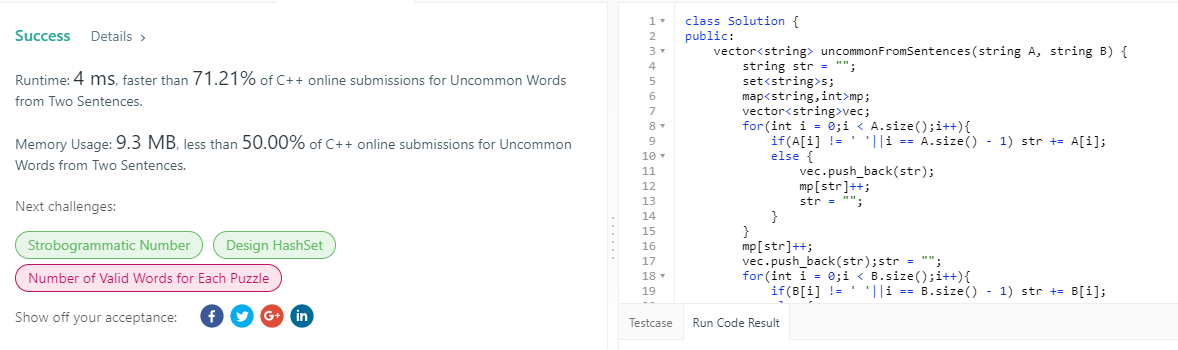 Success Details >
Runtime: 4 ms, faster than 71.21% of C++ online submissions for Uncommon Words
from Two Sentences.
Memory Usage: 9.3 MB, less than 50.00% of C++ online submissions for Uncommon
Words from Two Sentences.
Next challenges:
Strobogrammatic Number Design HashSet
Number of Valid Words for Each Puzzle
Show off your acceptance: f G+ in
1 class Solution {
2 public:
3 vector<string> uncommonFromSentences(string A, string B) {
4 string str = "";
5 set<string>s;
6 map<string,int>mp;
7 vector<string>vec;
8 for(int i = 0;i < A.size();i++){
9 if(A[i] != ' '||i == A.size() - 1) str += A[i];
10 else {
11 vec.push_back(str);
12 mp[str]++;
13 str = "";
14 }
15 }
16 mp[str]++;
17 vec.push_back(str);str = "";
18 for(int i = 0;i < B.size();i++){
19 if(B[i] != ' '||i == B.size() - 1) str += B[i];
Testcase Run Code Result